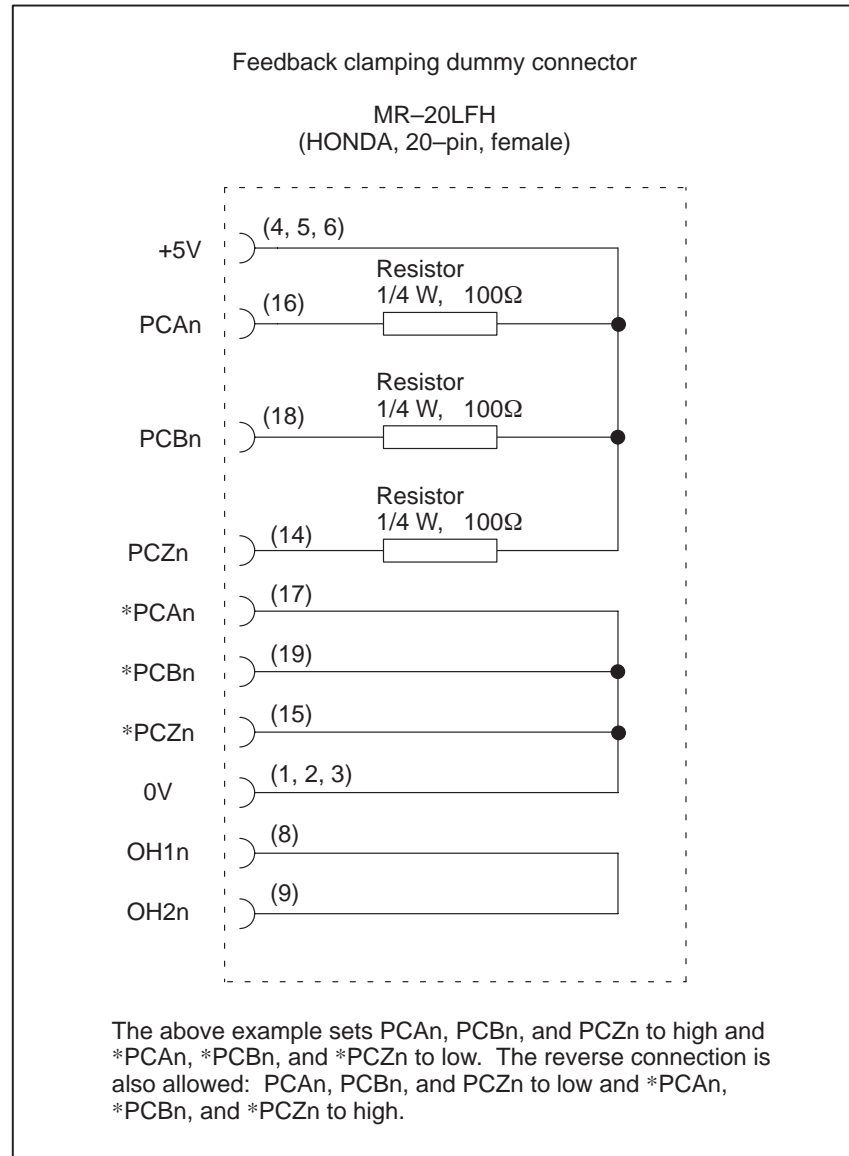 Feedback clamping dummy connector
MR–20LFH
(HONDA, 20–pin, female)
+5V
(4, 5, 6)
Resistor
1/4 W, 100Ω
PCAn
(16)
Resistor
1/4 W, 100Ω
PCBn
(18)
Resistor
1/4 W, 100Ω
PCZn
(14)
*PCAn
(17)
*PCBn
(19)
*PCZn
(15)
0V
(1, 2, 3)
OH1n
(8)
OH2n
(9)
The above example sets PCAn, PCBn, and PCZn to high and
*PCAn, *PCBn, and *PCZn to low. The reverse connection is
also allowed: PCAn, PCBn, and PCZn to low and *PCAn,
*PCBn, and *PCZn to high.